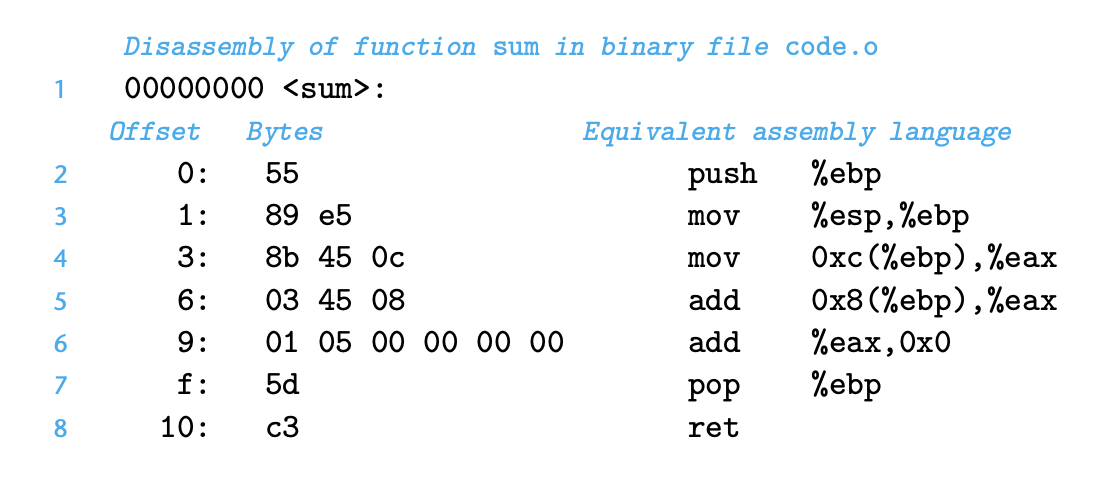 Disassembly of function sum in binary file code.o
1 00000000 <sum>:
Offset Bytes Equivalent assembly language
2 0: 55 push %ebp
3 1: 89 e5 mov %esp,%ebp
4 3: 8b 45 0c mov 0xc(%ebp),%eax
5 6: 03 45 08 add 0x8(%ebp),%eax
6 9: 01 05 00 00 00 00 add %eax,0x0
7 f: 5d pop %ebp
8 10: c3 ret